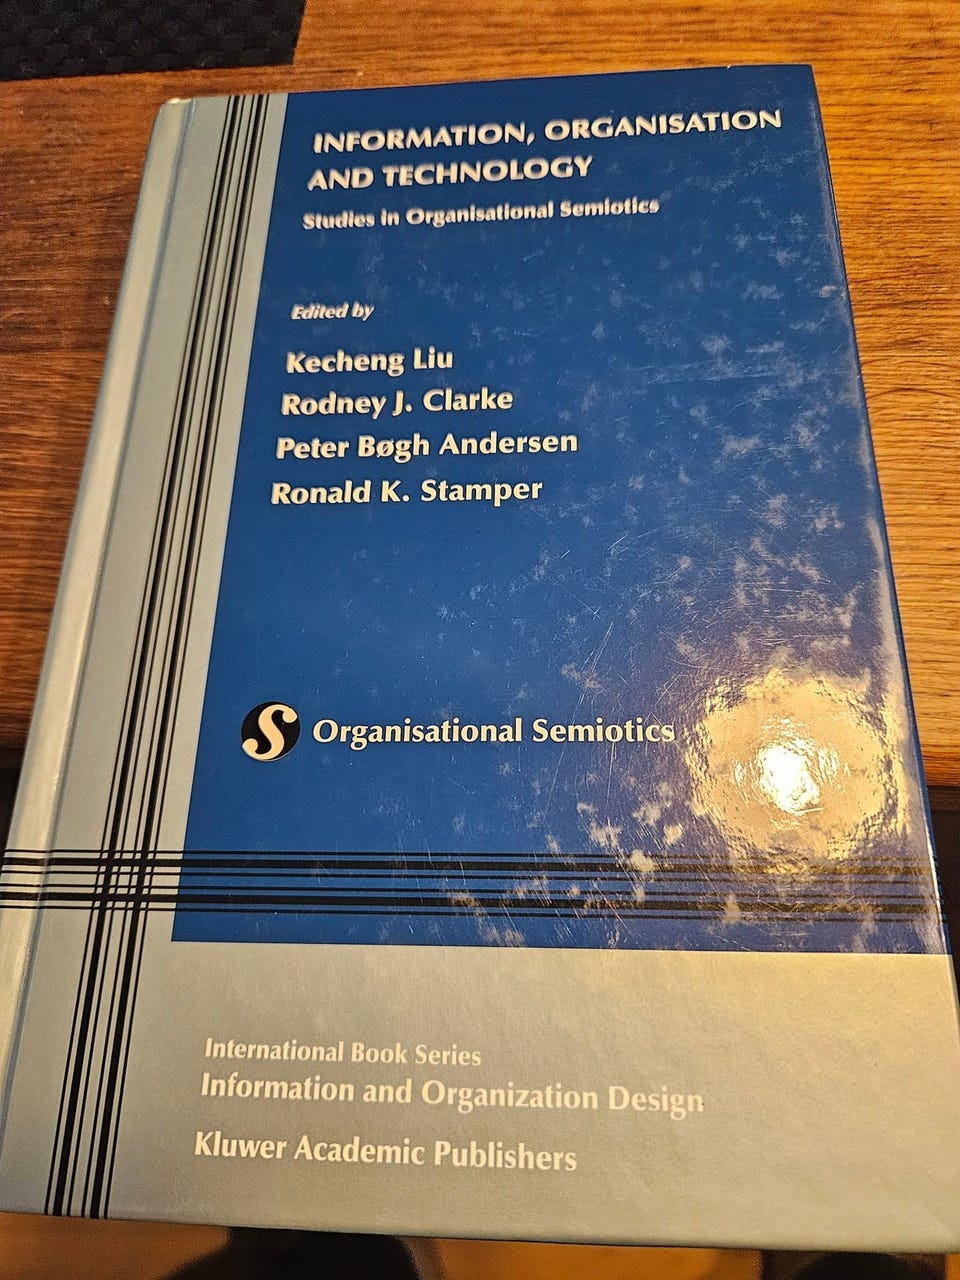 INFORMATION, ORGANISATION
AND TECHNOLOGY
Studies in Organisational Semiotics
Edited by
Kecheng Liu
Rodney J. Clarke
Peter Bøgh Andersen
Ronald K. Stamper
S Organisational Semiotics
International Book Series
Information and Organization Design
Kluwer Academic Publishers